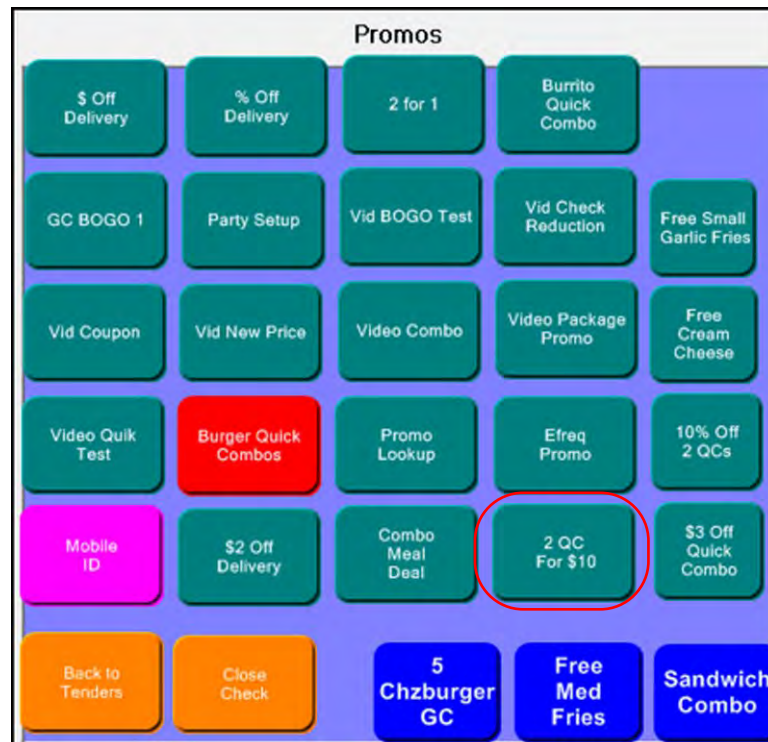 Promos
$ Off
Delivery
% Off
Delivery
2 for 1
Burrito
Quick
Combo
GC BOGO 1
Party Setup
Vid BOGO Test
Vid Check
Reduction
Free Small
Garlic Fries
Vid Coupon
Vid New Price
Video Combo
Video Package
Promo
Free
Cream
Cheese
Video Quik
Test
Burger Quick
Combos
Promo
Lookup
Efreq
Promo
10% Off
2 QCs
Mobile
ID
$2 Off
Delivery
Combo
Meal
Deal
2 QC
For $10
$3 Off
Quick
Combo
Back to
Tenders
Close
Check
5
Chzburger
GC
Free
Med
Fries
Sandwich
Combo